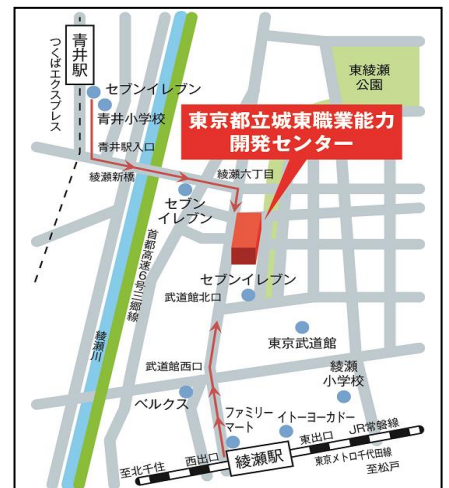 青井駅
つくばエクスプレス
セブンイレブン
青井小学校
青井駅入口
綾瀬新橋
東綾瀬
公園
東京都立城東職業能力
開発センター
綾瀬六丁目
セブン
イレブン
首都高速6号三郷線
綾瀬川
セブンイレブン
武道館北口
東京武道館
綾瀬
小学校
武道館西口
ベルクス
ファミリー
マート
イトーヨーカドー
JR常磐線
東出口
綾瀬駅
西出口
至北千住
東京メトロ千代田線
至松戸